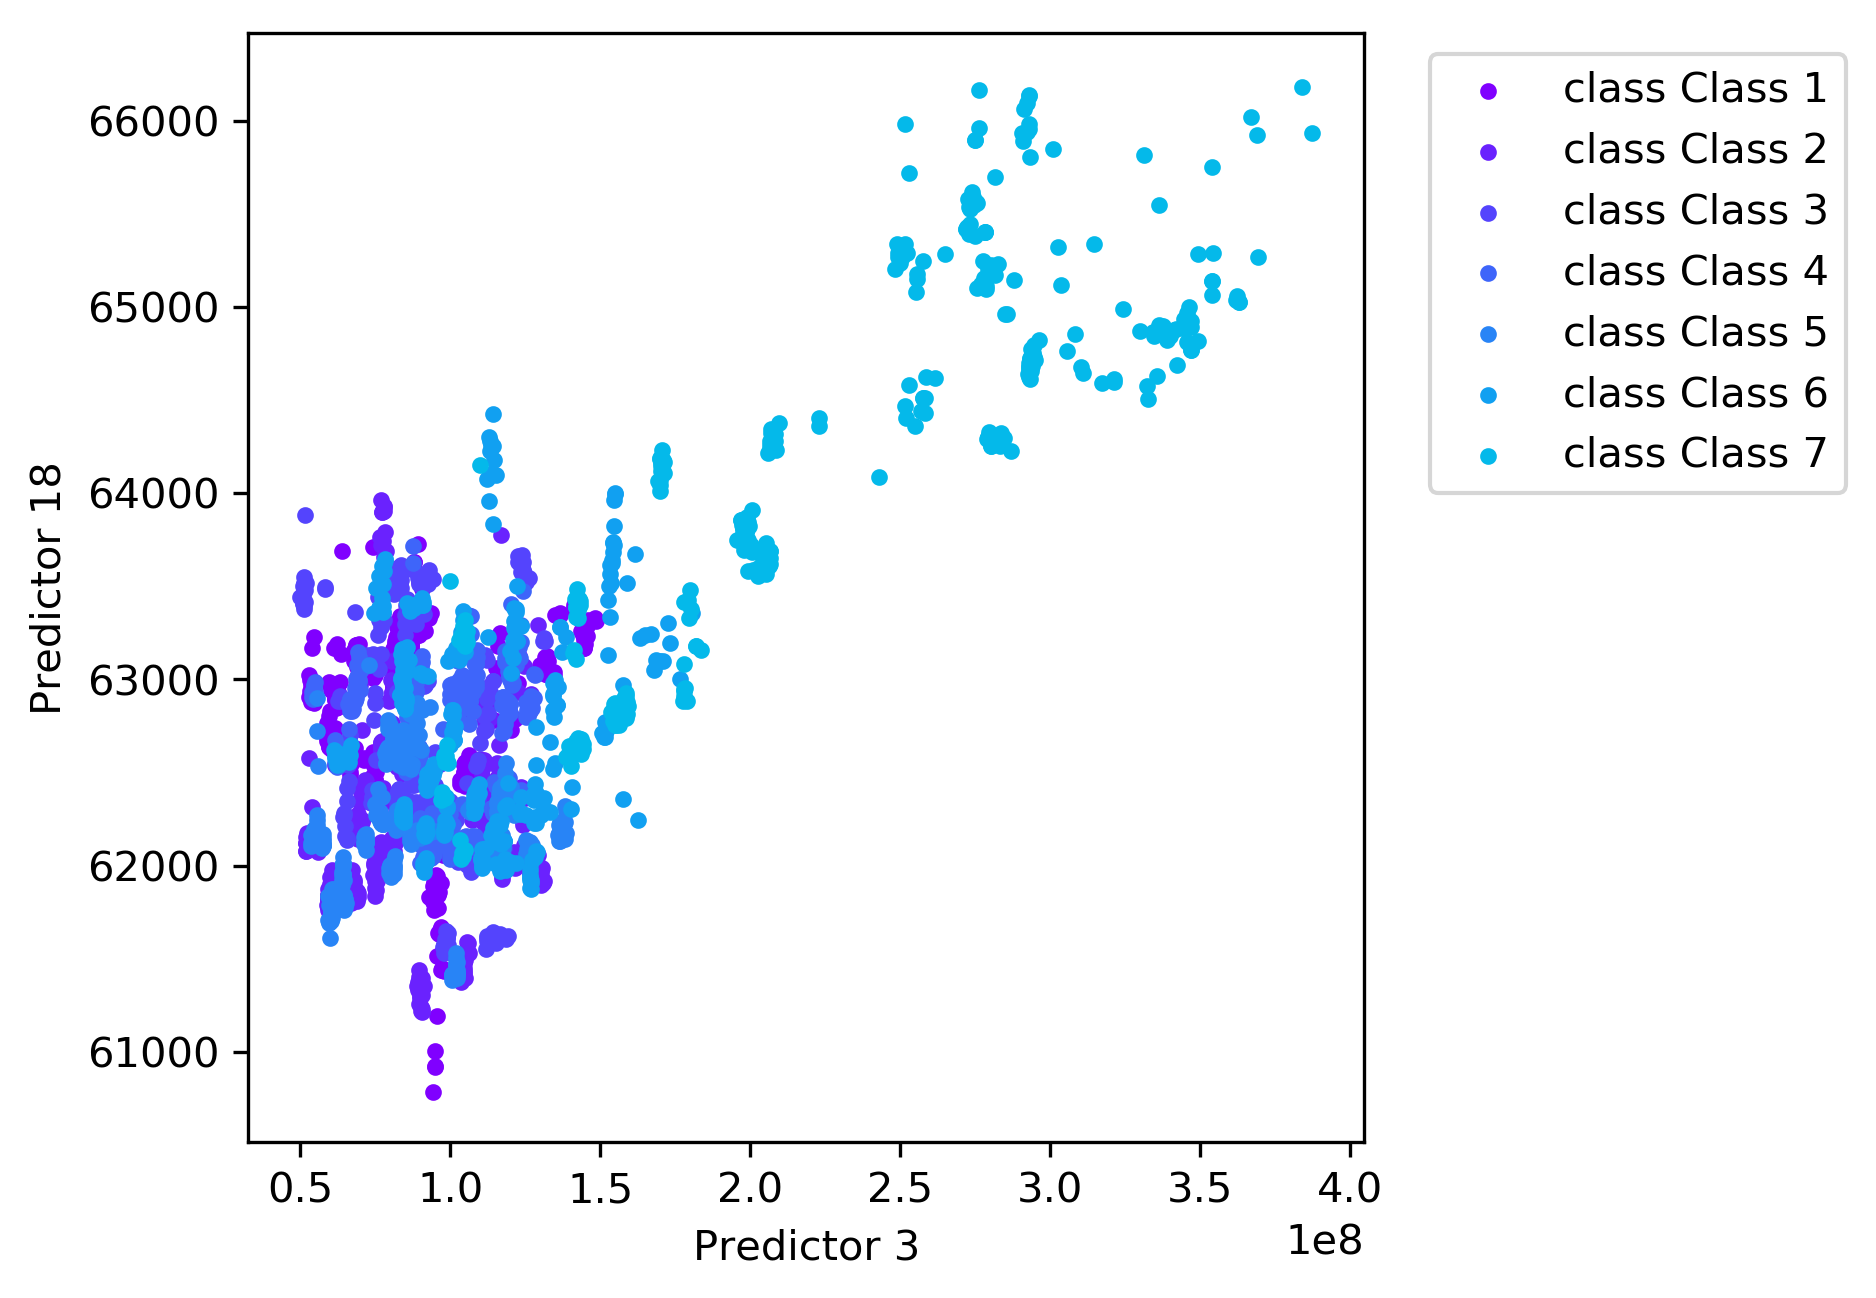 66000
65000
64000
63000
62000
61000
Predictor 18
0.5 1.0 1.5 2.0 2.5 3.0 3.5 4.0
1e8
Predictor 3
class Class 1
class Class 2
class Class 3
class Class 4
class Class 5
class Class 6
class Class 7